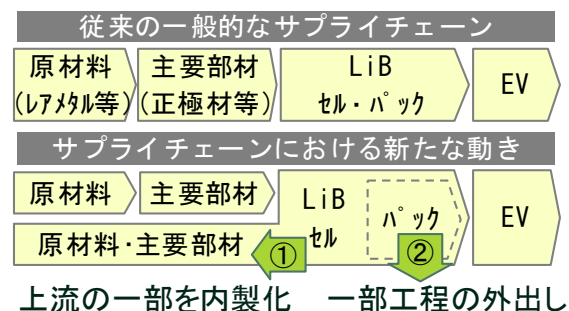 従来の一般的なサプライチェーン
原材料
(ﾚｱﾒﾀﾙ等)
主要部材
(正極材等)
LiB
ｾﾙ・ﾊﾟｯｸ
EV
サプライチェーンにおける新たな動き
原材料
主要部材
LiB
ｾﾙ
ﾊﾟｯｸ
EV
原材料・主要部材
①
②
上流の一部を内製化
一部工程の外出し